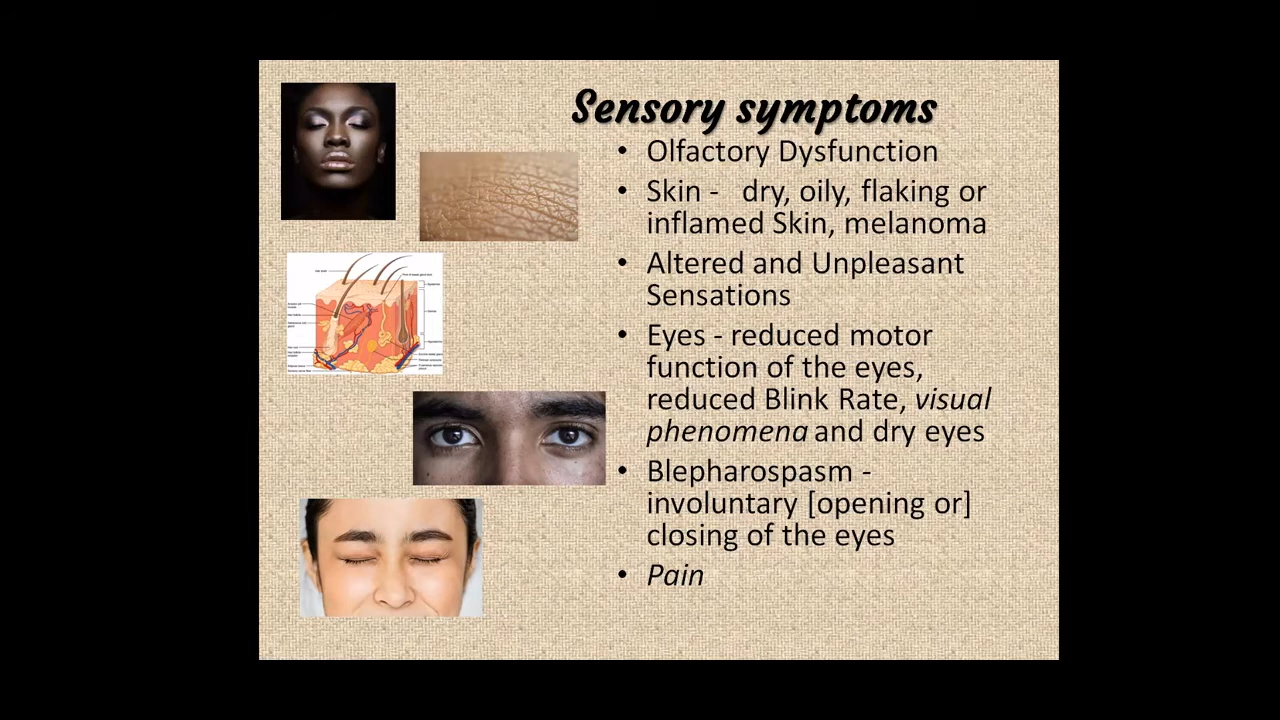 Sensory symptoms
• Olfactory Dysfunction
• Skin - dry, oily, flaking or
inflamed Skin, melanoma
• Altered and Unpleasant
Sensations
• Eyes - reduced motor
function of the eyes,
reduced Blink Rate, visual
phenomena and dry eyes
• Blepharospasm -
involuntary [opening or]
closing of the eyes
• Pain